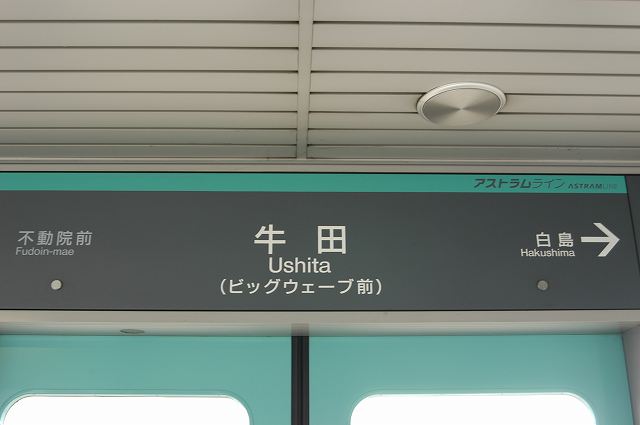 アストラムライン ASTRAMLINE
不動院前
Fudoin-mae
牛田
Ushita
(ビッグウェーブ前)
白島
Hakushima